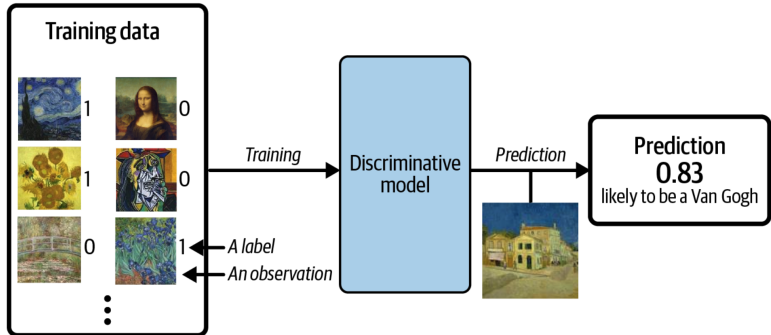 Training data
1
0
1
0
0
1
A label
An observation
Training
Discriminative
model
Prediction
Prediction
0.83
likely to be a Van Gogh